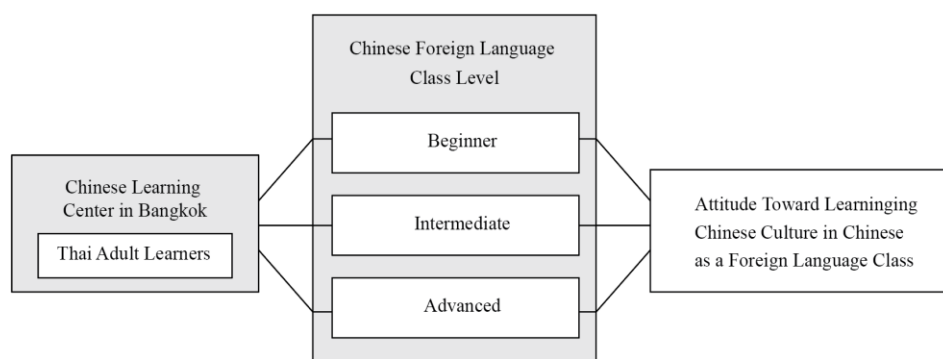 Chinese Foreign Language
Class Level
Beginner
Intermediate
Advanced
Chinese Learning
Center in Bangkok
Thai Adult Learners
Attitude Toward Learninging
Chinese Culture in Chinese
as a Foreign Language Class